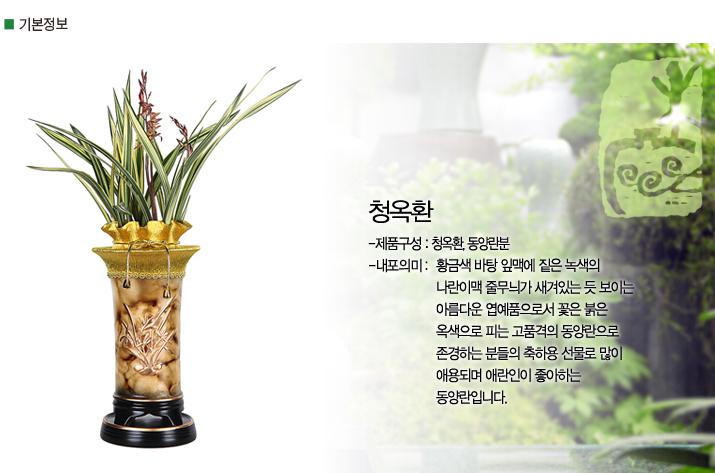 기본정보
청옥환
-제품구성 : 청옥환, 동양란분
-내포의미 : 황금색 바탕 잎맥에 짙은 녹색의
나란이맥 줄무늬가 새겨있는 듯 보이는
아름다운 엽예품으로서 꽃은 붉은
옥색으로 피는 고품격의 동양란으로
존경하는 분들의 축하용 선물로 많이
애용되며 애란인이 좋아하는
동양란입니다.